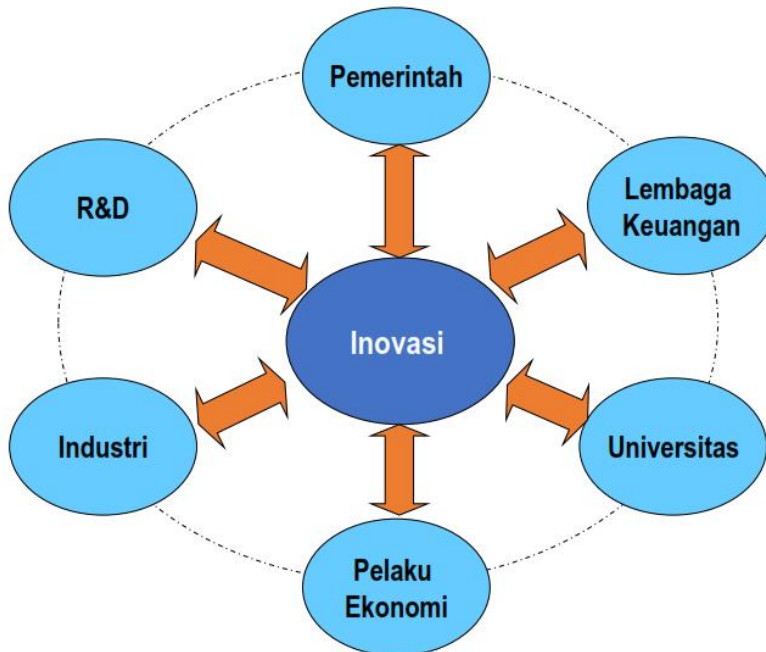 Pemerintah
R&D
Lembaga
Keuangan
Inovasi
Industri
Universitas
Pelaku
Ekonomi